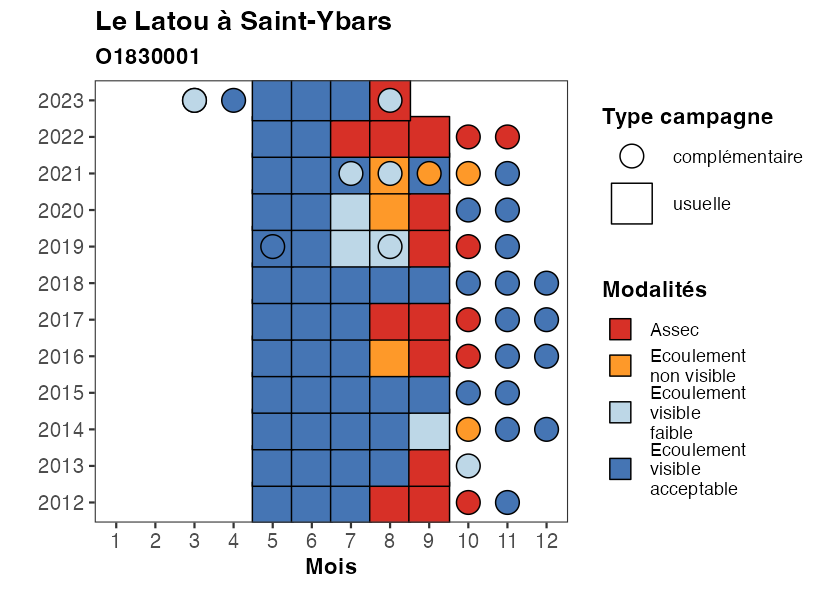 Le Latou à Saint-Ybars
O1830001
2023
2022
2021
2020
2019
2018
2017
2016
2015
2014
2013
2012
1 2 3 4 5 6 7 8 9 10 11 12
Mois
Type campagne
complémentaire
usuelle
Modalités
Assec
Ecoulement
non visible
Ecoulement
visible
faible
Ecoulement
visible
acceptable